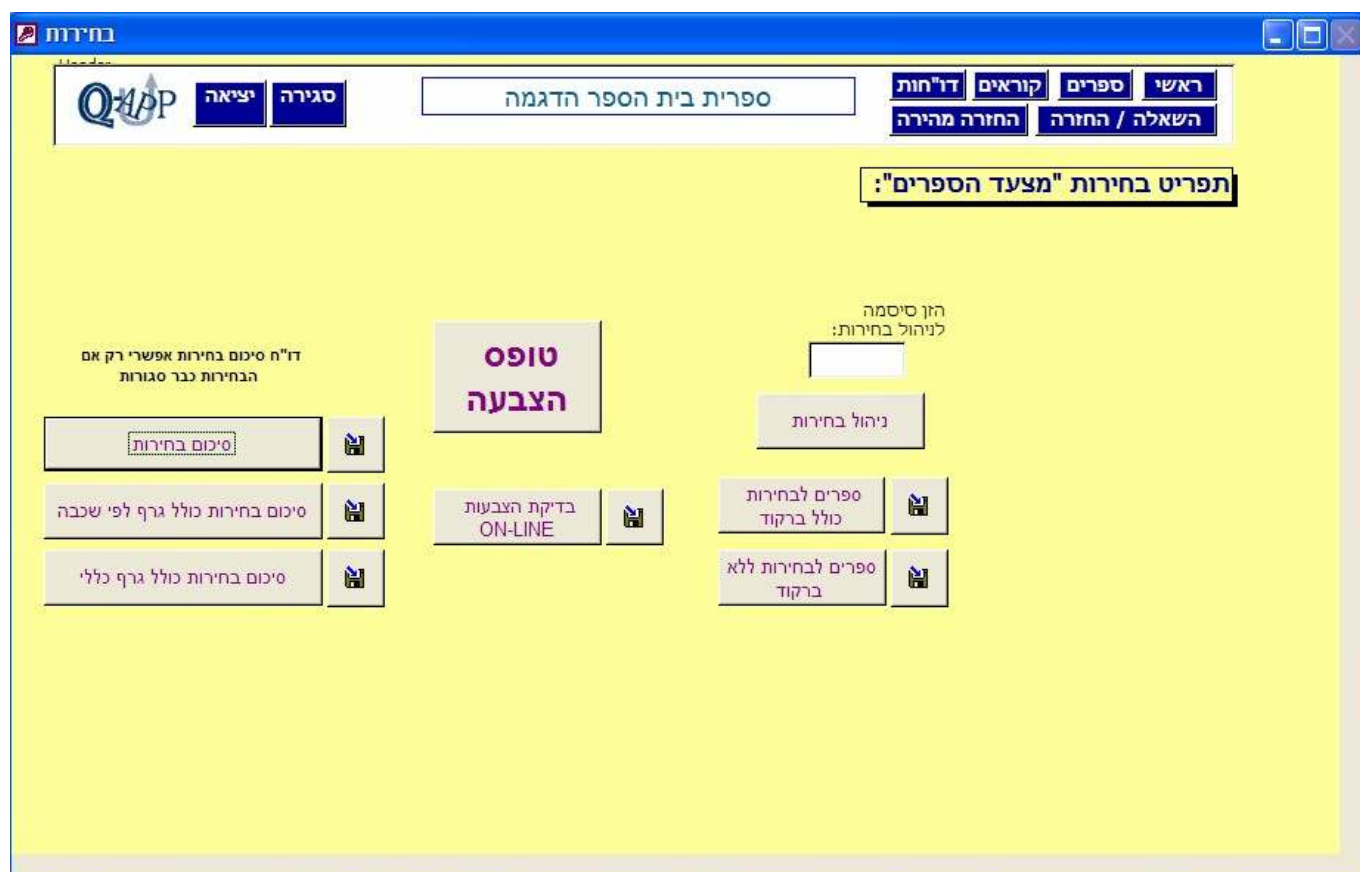 בחירות
Header
ראשי ספרים קוראים דו"חות
השאלה / החזרה החזרה מהירה
ספרית בית הספר הדגמה
סגירה יציאה
Q-APP
תפריט בחירות "מצעד הספרים":
הזן סיסמה
לניהול בחירות:
ניהול בחירות
ספרים לבחירות
כולל ברקוד
ספרים לבחירות ללא
ברקוד
טופס
הצבעה
בדיקת הצבעות
ON-LINE
דו"ח סיכום בחירות אפשרי רק אם
הבחירות כבר סגורות
סיכום בחירות
סיכום בחירות כולל גרף לפי שכבה
סיכום בחירות כולל גרף כללי